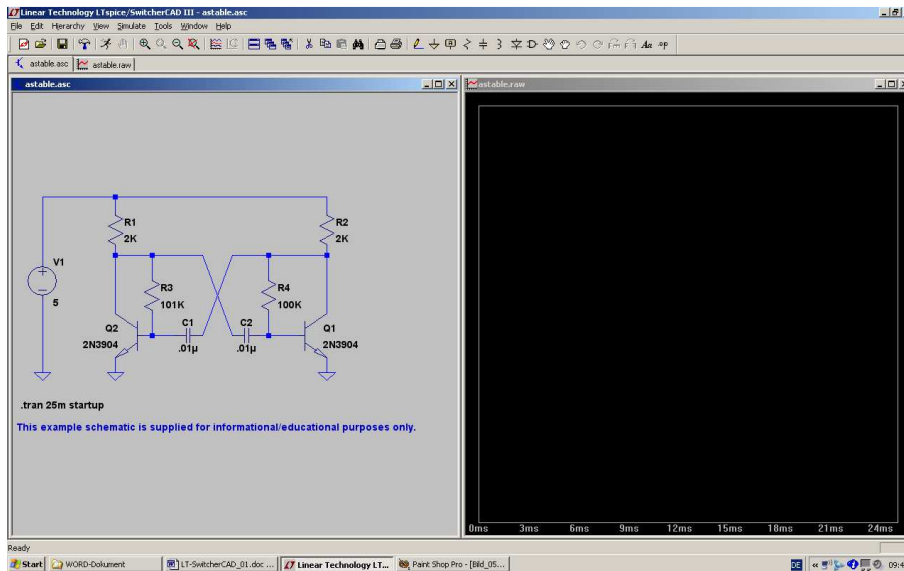 Linear Technology LTspice/SwitcherCAD III - astable.asc
File Edit Hierarchy View Simulate Tools Window Help
Aa .op
astable.asc astable.raw
astable.asc
astable.raw
R1
2K
R2
2K
V1
5
R3
101K
R4
100K
C1
.01µ
C2
.01µ
Q2
2N3904
Q1
2N3904
.tran 25m startup
This example schematic is supplied for informational/educational purposes only.
0ms 3ms 6ms 9ms 12ms 15ms 18ms 21ms 24ms
Ready
Start WORD-Dokument LT-SwitcherCAD_01.doc ... Linear Technology LT... Paint Shop Pro - [Bild_05... DE « 09:4